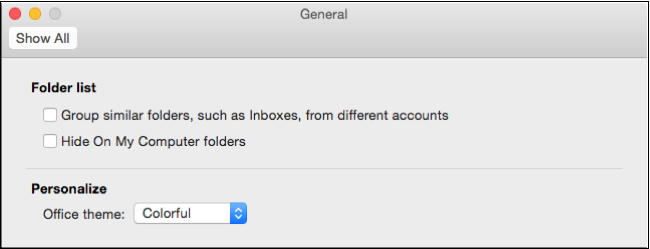 General
Show All
Folder list
Group similar folders, such as Inboxes, from different accounts
Hide On My Computer folders
Personalize
Office theme: Colorful